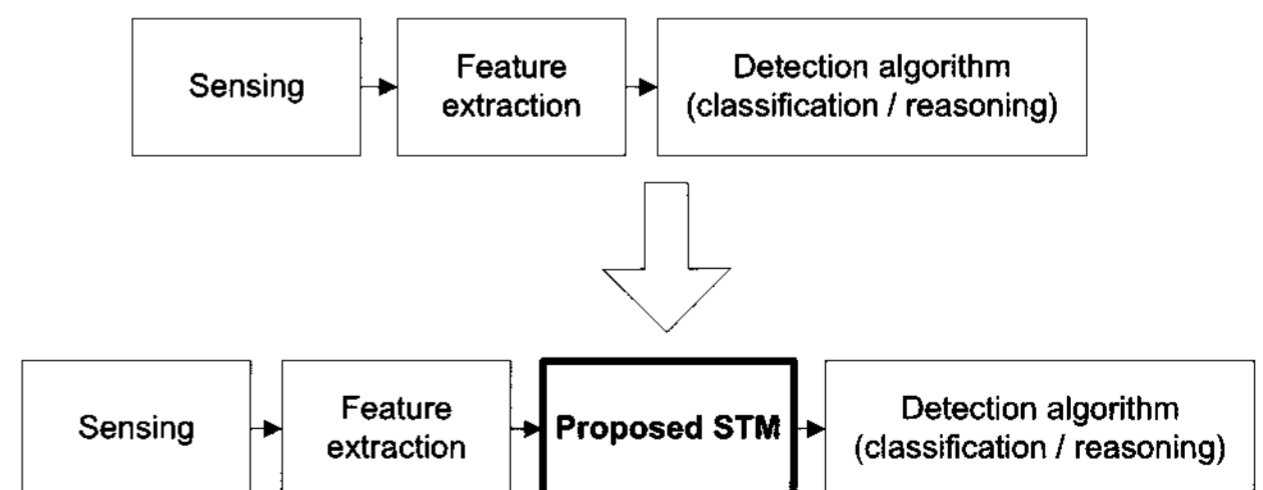 Sensing
Feature
extraction
Detection algorithm
(classification / reasoning)
Sensing
Feature
extraction
Proposed STM
Detection algorithm
(classification / reasoning)